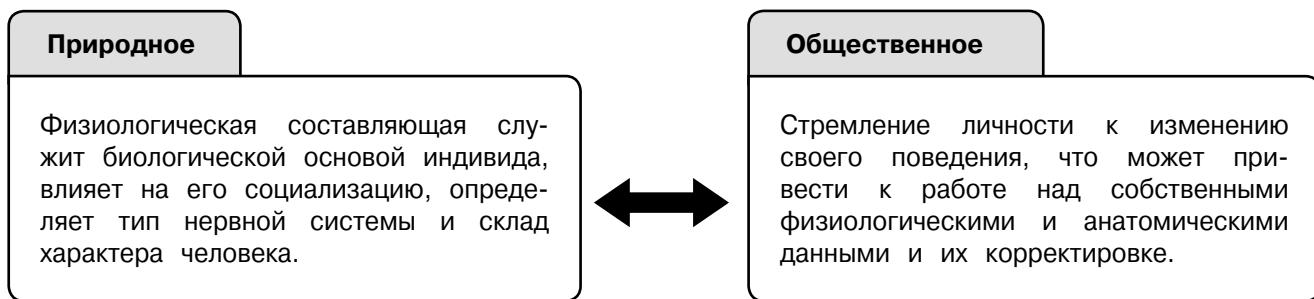 Природное
Физиологическая составляющая слу-
жит биологической основой индивида,
влияет на его социализацию, опреде-
ляет тип нервной системы и склад
характера человека.
Общественное
Стремление личности к изменению
своего поведения, что может при-
вести к работе над собственными
физиологическими и анатомическими
данными и их корректировке.